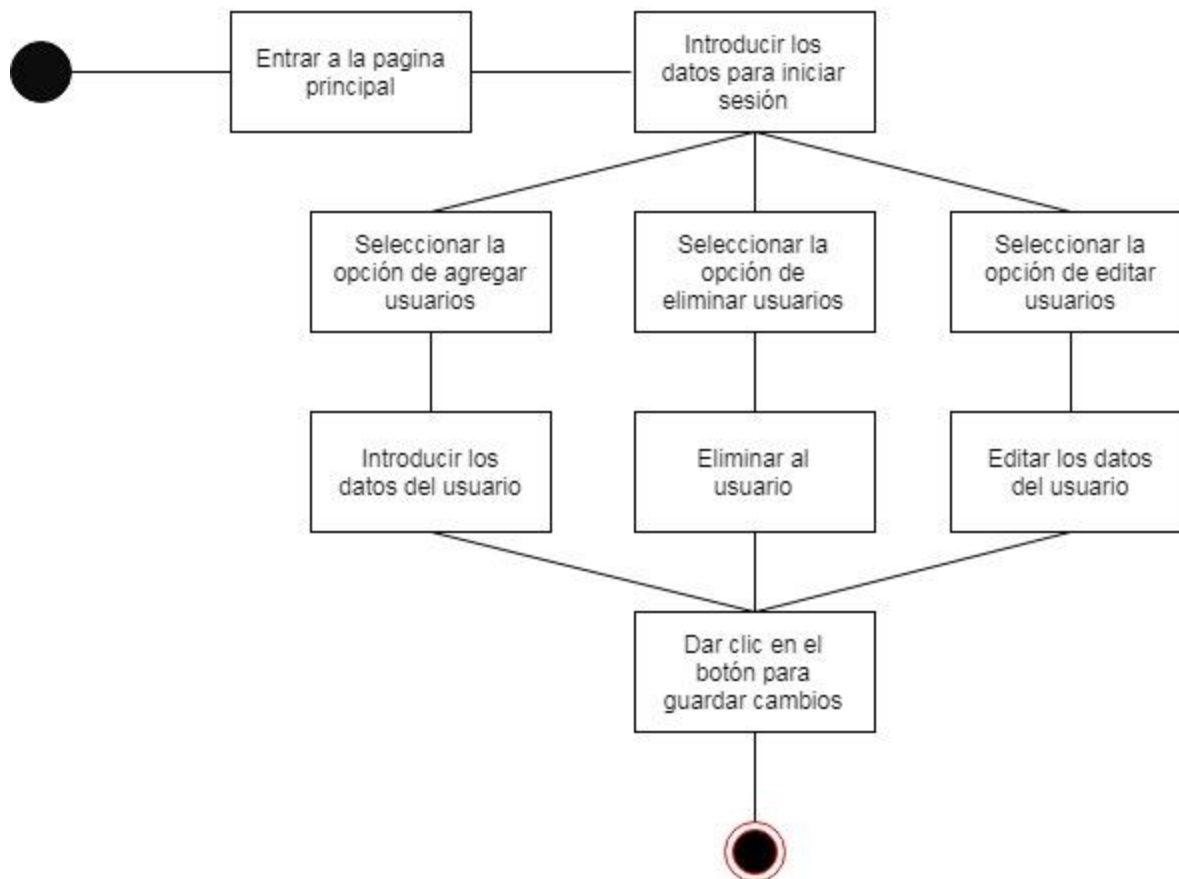 Entrar a la pagina
principal
Introducir los
datos para iniciar
sesión
Seleccionar la
opción de agregar
usuarios
Seleccionar la
opción de
eliminar usuarios
Seleccionar la
opción de editar
usuarios
Introducir los
datos del usuario
Eliminar al
usuario
Editar los datos
del usuario
Dar clic en el
botón para
guardar cambios